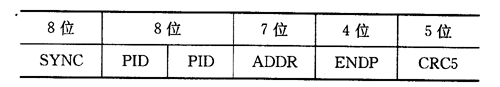 8 位 8 位 7 位 4 位 5 位
SYNC PID PID ADDR ENDP CRC5